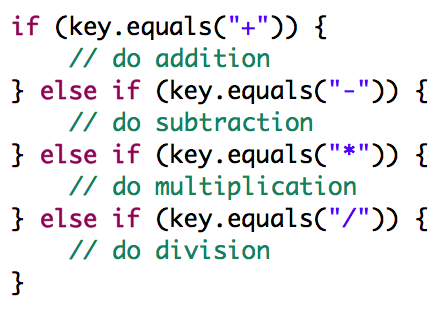 if (key.equals("+")) {
    // do addition
} else if (key.equals("-")) {
    // do subtraction
} else if (key.equals("*")) {
    // do multiplication
} else if (key.equals("/")) {
    // do division
}